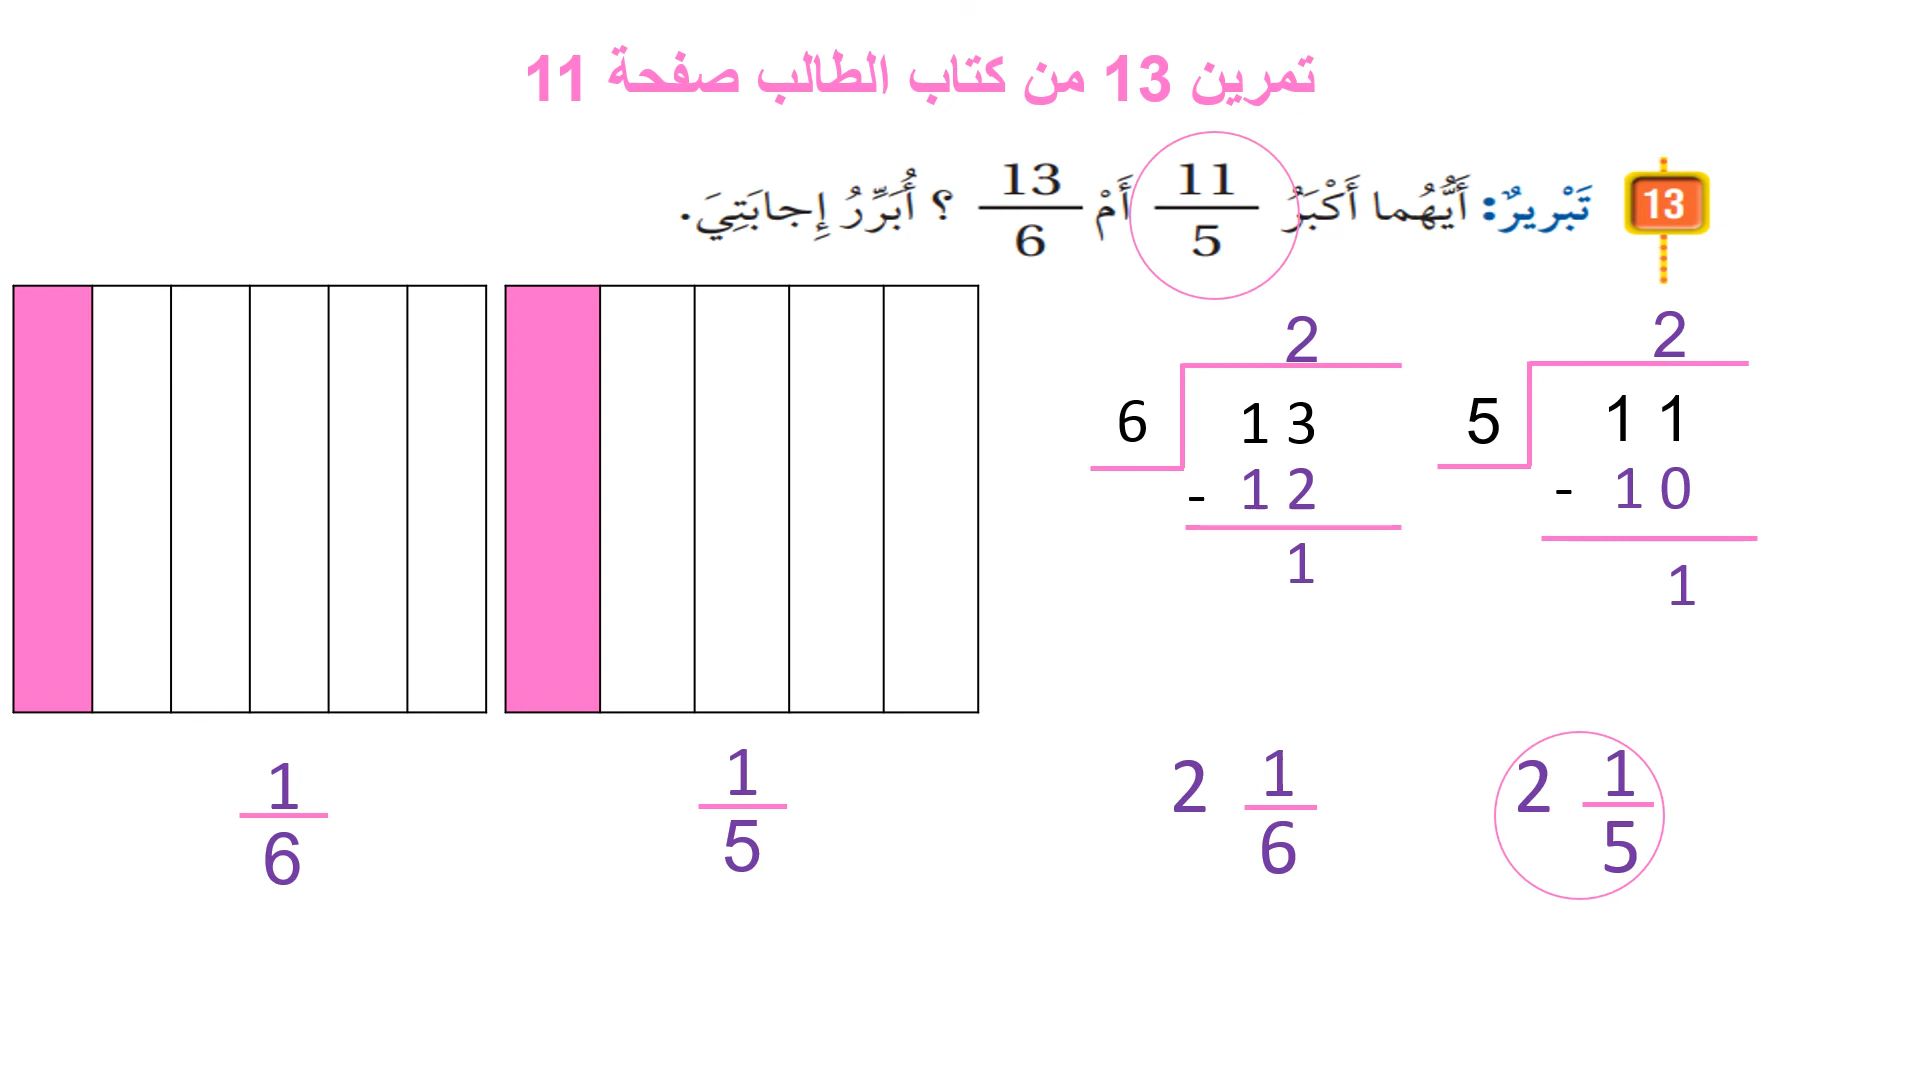 تمرين 13 من كتاب الطالب صفحة 11
13 تَبْريرٌ: أَيُّهُما أَكْبَرُ 11/5 أَمْ 13/6 ؟ أُبَرِّرُ إِجابَتِيَ.
2 2
6 13 5 11
- 12 - 10
1 1
1/6 1/5 2 1/6 2 1/5